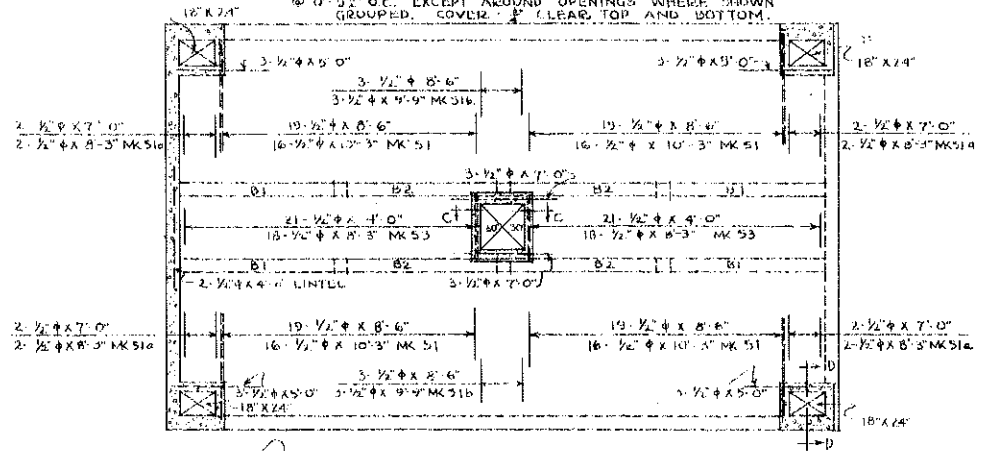 @ 0'-5½" O.C. EXCEPT AROUND OPENINGS WHERE SHOWN
GROUPED. COVER CLEAR, TOP AND BOTTOM.
18" X 24"
3-½"φ X 5'-0"
3-½" φ 8'-6"
3-½"φ X 9'-9" MK 51b
3-½"φ X 5'-0"
18" X 24"
2-½"φ X 7'-0"
2-½"φ X 8'-3" MK 51a
19-½"φ X 8'-6"
16-½"φ X 10'-3" MK 51
19-½"φ X 8'-6"
16-½"φ X 10'-3" MK 51
2-½"φ X 7'-0"
2-½"φ X 8'-3" MK 51a
3-½"φ X 7'-0"
B1 B2 B2 B1
C C
21-½"φ X 4'-0"
18-½"φ X 8'-3" MK 53
30" 30"
21-½"φ X 4'-0"
18-½"φ X 8'-3" MK 53
B1 B2 B2 B1
2-½"φ X 4'-6" LINTEL
3-½"φ X 7'-0"
2-½"φ X 7'-0"
2-½"φ X 8'-3" MK 51a
19-½"φ X 8'-6"
16-½"φ X 10'-3" MK 51
19-½"φ X 8'-6"
16-½"φ X 10'-3" MK 51
2-½"φ X 7'-0"
2-½"φ X 8'-3" MK 51a
3-½"φ X 8'-6"
3-½"φ X 9'-9" MK 51b
D
3-½"φ X 5'-0"
18" X 24"
3-½"φ X 5'-0"
18" X 24"
D